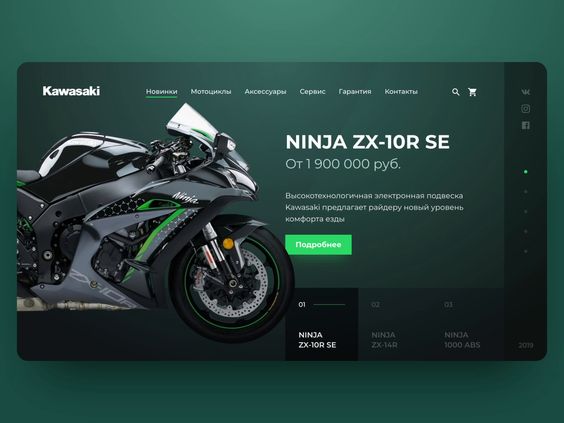 Kawasaki
Новинки Мотоциклы Аксессуары Сервис Гарантия Контакты
NINJA ZX-10R SE
От 1 900 000 руб.
Высокотехнологичная электронная подвеска
Kawasaki предлагает райдеру новый уровень
комфорта езды
Подробнее
Ninja
ZX-10R
01 02 03
NINJA
ZX-10R SE
NINJA
ZX-14R
NINJA
1000 ABS
2019